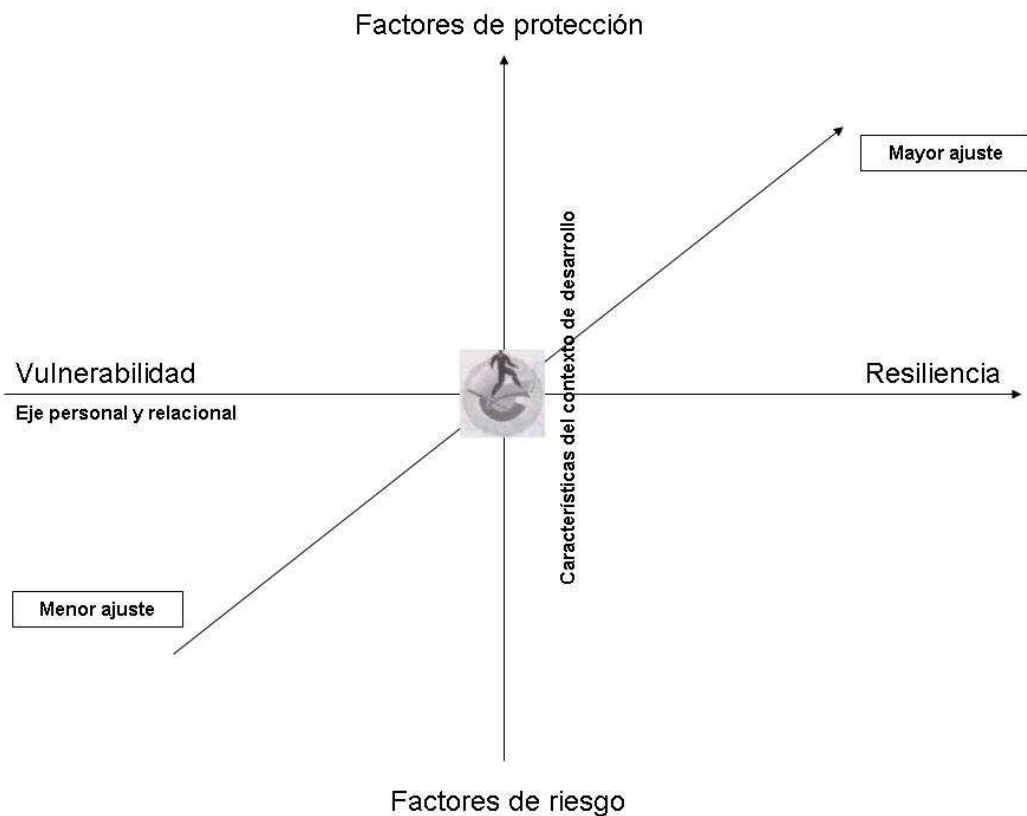 Factores de protección
Mayor ajuste
Características del contexto de desarrollo
Vulnerabilidad
Resiliencia
Eje personal y relacional
Menor ajuste
Factores de riesgo